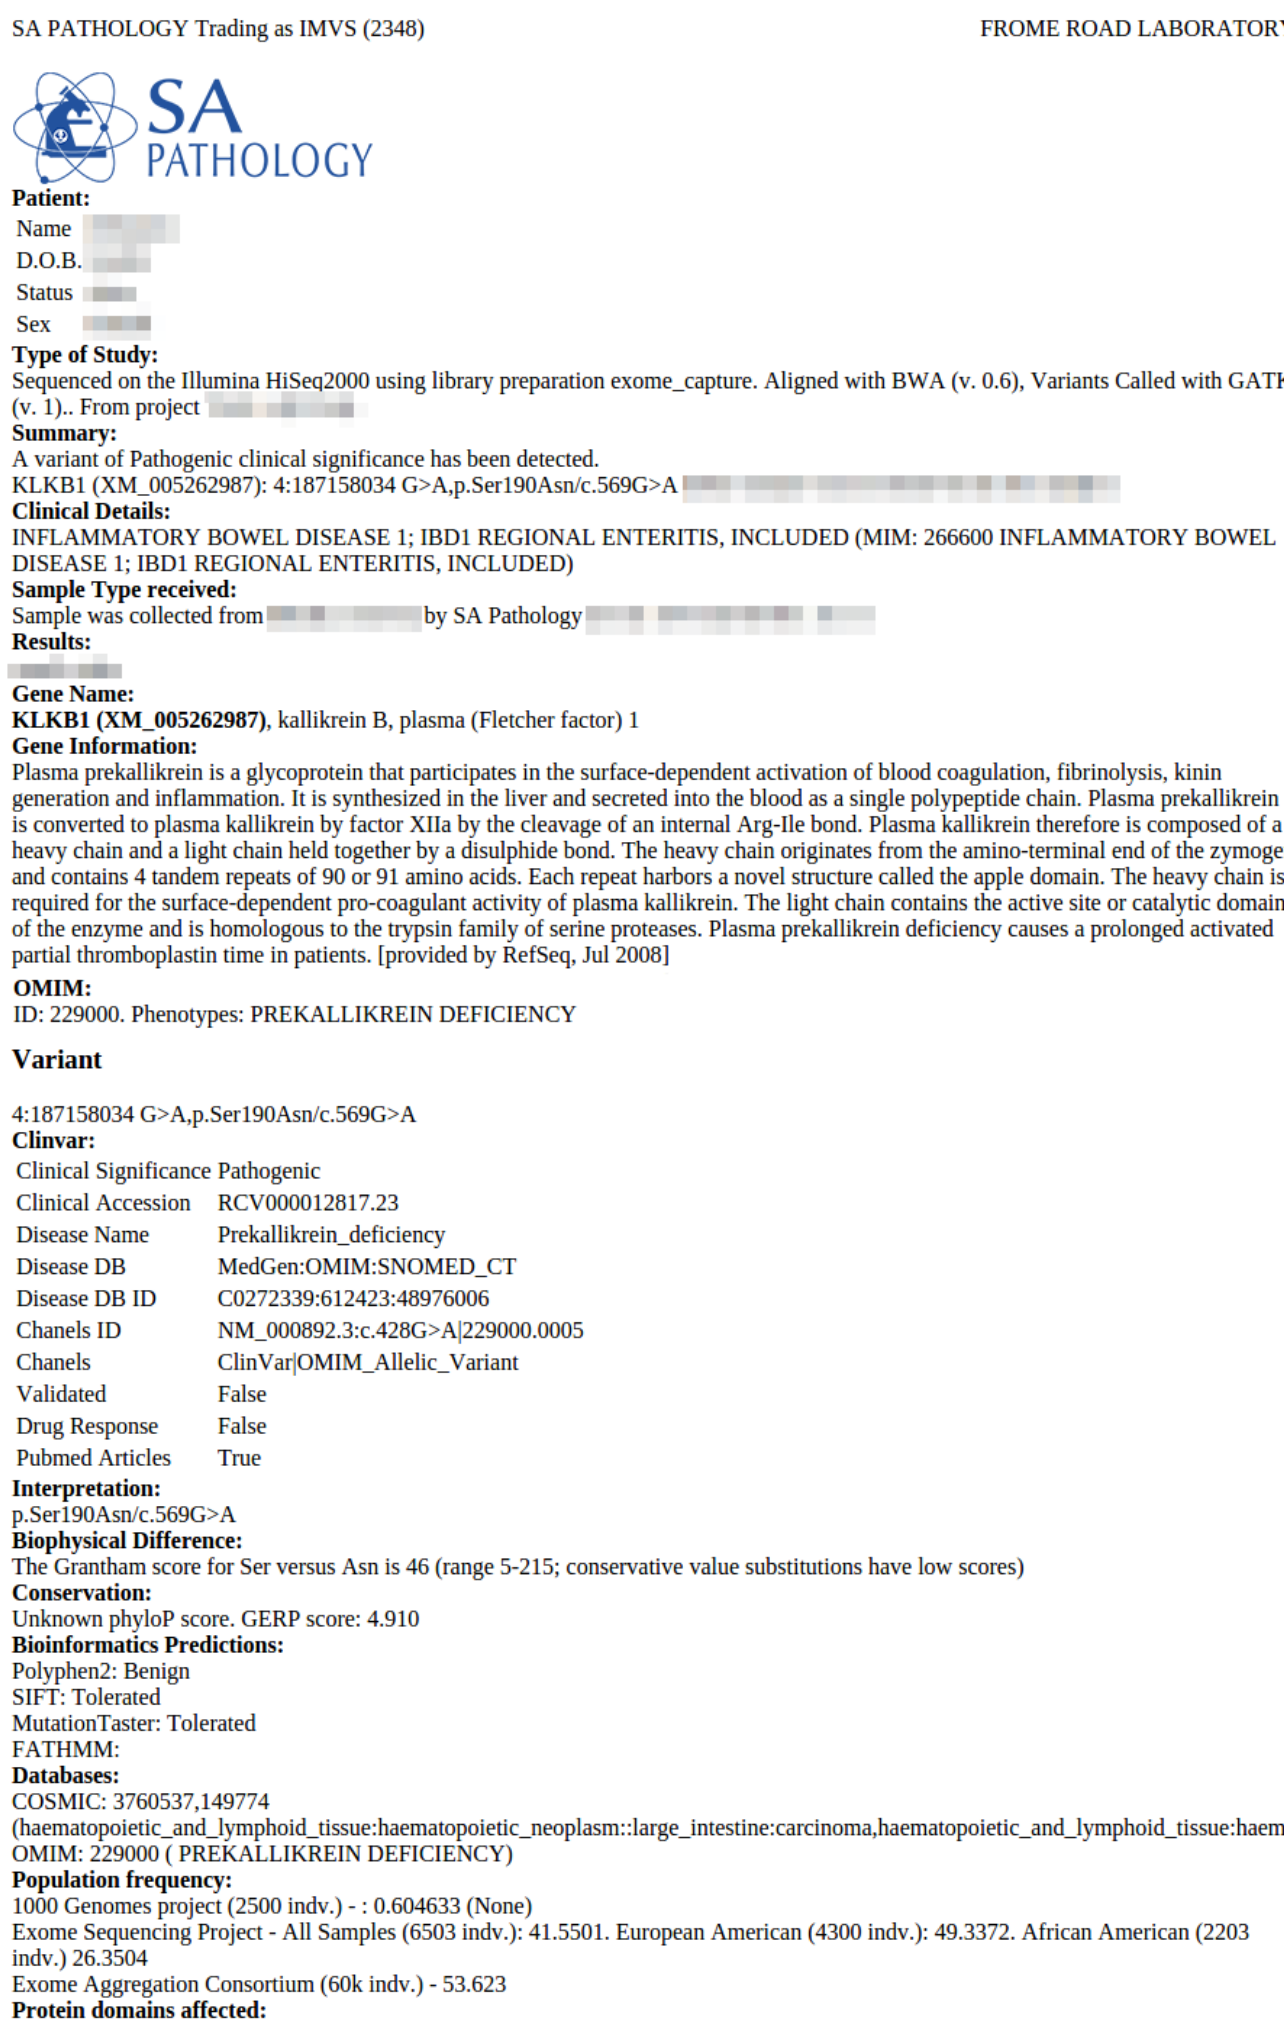 SA PATHOLOGY Trading as IMVS (2348) FROME ROAD LABORATORY
SA
PATHOLOGY
Patient:
Name
D.O.B.
Status
Sex
Type of Study:
Sequenced on the Illumina HiSeq2000 using library preparation exome_capture. Aligned with BWA (v. 0.6), Variants Called with GATK
(v. 1).. From project
Summary:
A variant of Pathogenic clinical significance has been detected.
KLKB1 (XM_005262987): 4:187158034 G>A,p.Ser190Asn/c.569G>A
Clinical Details:
INFLAMMATORY BOWEL DISEASE 1; IBD1 REGIONAL ENTERITIS, INCLUDED (MIM: 266600 INFLAMMATORY BOWEL
DISEASE 1; IBD1 REGIONAL ENTERITIS, INCLUDED)
Sample Type received:
Sample was collected from by SA Pathology
Results:
Gene Name:
KLKB1 (XM_005262987), kallikrein B, plasma (Fletcher factor) 1
Gene Information:
Plasma prekallikrein is a glycoprotein that participates in the surface-dependent activation of blood coagulation, fibrinolysis, kinin
generation and inflammation. It is synthesized in the liver and secreted into the blood as a single polypeptide chain. Plasma prekallikrein
is converted to plasma kallikrein by factor XIIa by the cleavage of an internal Arg-Ile bond. Plasma kallikrein therefore is composed of a
heavy chain and a light chain held together by a disulphide bond. The heavy chain originates from the amino-terminal end of the zymoge
and contains 4 tandem repeats of 90 or 91 amino acids. Each repeat harbors a novel structure called the apple domain. The heavy chain is
required for the surface-dependent pro-coagulant activity of plasma kallikrein. The light chain contains the active site or catalytic domain
of the enzyme and is homologous to the trypsin family of serine proteases. Plasma prekallikrein deficiency causes a prolonged activated
partial thromboplastin time in patients. [provided by RefSeq, Jul 2008]
OMIM:
ID: 229000. Phenotypes: PREKALLIKREIN DEFICIENCY
Variant
4:187158034 G>A,p.Ser190Asn/c.569G>A
Clinvar:
Clinical Significance Pathogenic
Clinical Accession RCV000012817.23
Disease Name Prekallikrein_deficiency
Disease DB MedGen:OMIM:SNOMED_CT
Disease DB ID C0272339:612423:48976006
Chanels ID NM_000892.3:c.428G>A|229000.0005
Chanels ClinVar|OMIM_Allelic_Variant
Validated False
Drug Response False
Pubmed Articles True
Interpretation:
p.Ser190Asn/c.569G>A
Biophysical Difference:
The Grantham score for Ser versus Asn is 46 (range 5-215; conservative value substitutions have low scores)
Conservation:
Unknown phyloP score. GERP score: 4.910
Bioinformatics Predictions:
Polyphen2: Benign
SIFT: Tolerated
MutationTaster: Tolerated
FATHMM:
Databases:
COSMIC: 3760537,149774
(haematopoietic_and_lymphoid_tissue:haematopoietic_neoplasm::large_intestine:carcinoma,haematopoietic_and_lymphoid_tissue:haem
OMIM: 229000 ( PREKALLIKREIN DEFICIENCY)
Population frequency:
1000 Genomes project (2500 indv.) - : 0.604633 (None)
Exome Sequencing Project - All Samples (6503 indv.): 41.5501. European American (4300 indv.): 49.3372. African American (2203
indv.) 26.3504
Exome Aggregation Consortium (60k indv.) - 53.623
Protein domains affected: